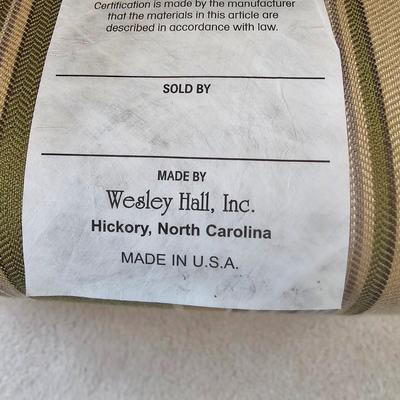 Certification is made by the manufacturer
that the materials in this article are
described in accordance with law.
SOLD BY
MADE BY
Wesley Hall, Inc.
Hickory, North Carolina
MADE IN U.S.A.